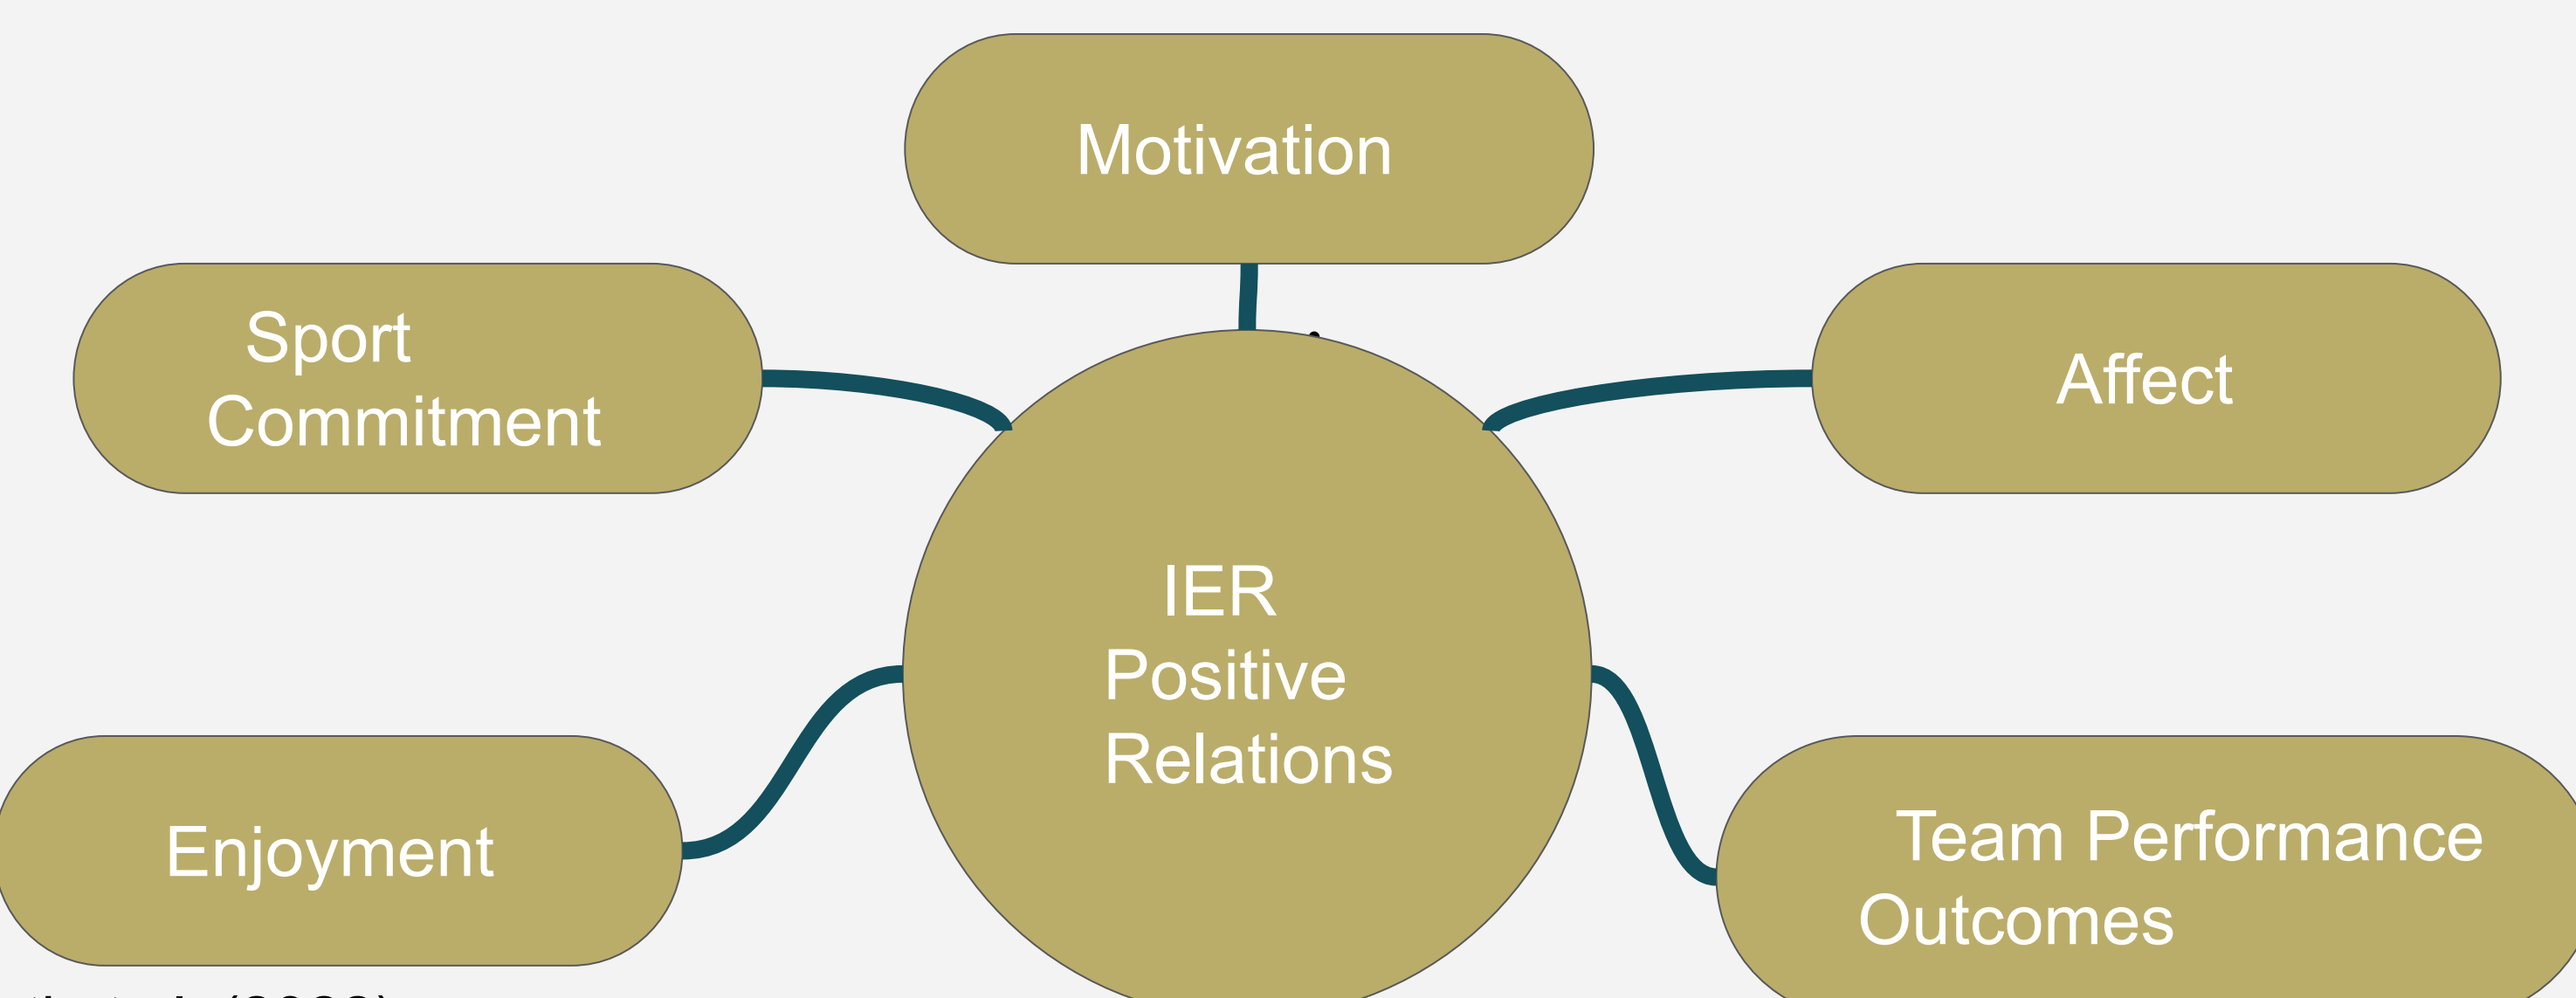 Motivation
Sport
Commitment
Affect
IER
Positive
Relations
Enjoyment
Team Performance
Outcomes